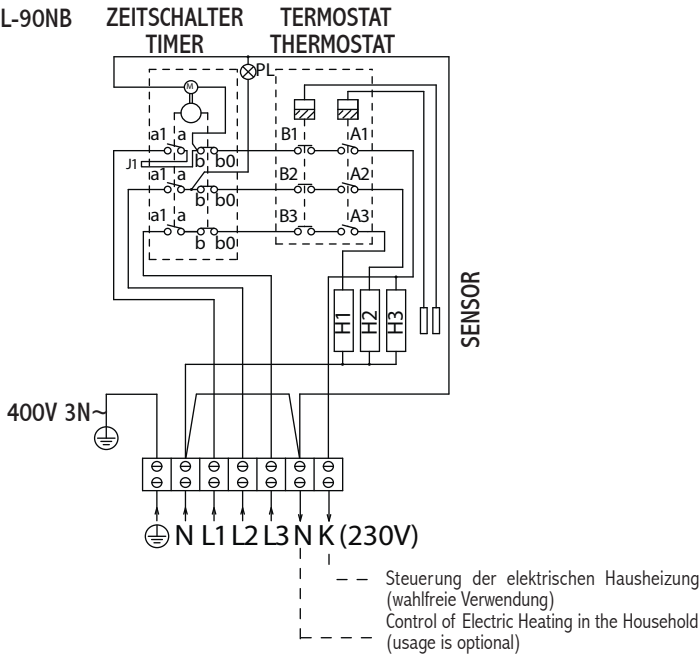 L-90NB
ZEITSCHALTER
TIMER
TERMOSTAT
THERMOSTAT
PL
M
a1 a
B1
A1
b b0
J1
a1 a
B2
A2
b b0
a1 a
B3
A3
b b0
H1
H2
H3
SENSOR
400V 3N~
N L1 L2 L3 N K (230V)
Steuerung der elektrischen Hausheizung
(wahlfreie Verwendung)
Control of Electric Heating in the Household
(usage is optional)